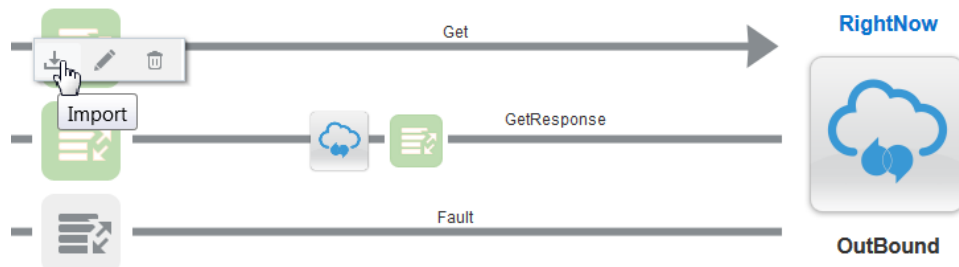 Get
RightNow
Import
GetResponse
Fault
OutBound